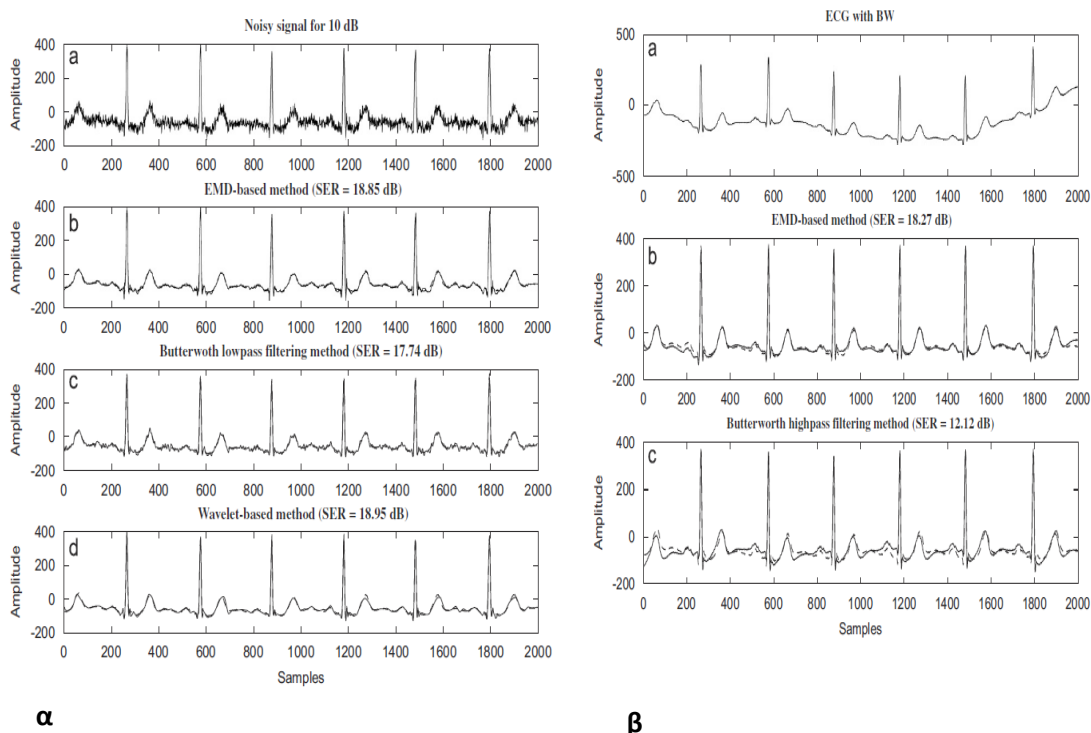 Noisy signal for 10 dB
a
Amplitude
400
200
0
-200
0 200 400 600 800 1000 1200 1400 1600 1800 2000
EMD-based method (SER = 18.85 dB)
b
Amplitude
400
200
0
-200
0 200 400 600 800 1000 1200 1400 1600 1800 2000
Butterwoth lowpass filtering method (SER = 17.74 dB)
c
Amplitude
400
200
0
-200
0 200 400 600 800 1000 1200 1400 1600 1800 2000
Wavelet-based method (SER = 18.95 dB)
d
Amplitude
400
200
0
-200
0 200 400 600 800 1000 1200 1400 1600 1800 2000
Samples
α
ECG with BW
a
Amplitude
500
0
-500
0 200 400 600 800 1000 1200 1400 1600 1800 2000
EMD-based method (SER = 18.27 dB)
b
Amplitude
400
200
0
-200
0 200 400 600 800 1000 1200 1400 1600 1800 2000
Butterworth highpass filtering method (SER = 12.12 dB)
c
Amplitude
400
200
0
-200
0 200 400 600 800 1000 1200 1400 1600 1800 2000
Samples
β